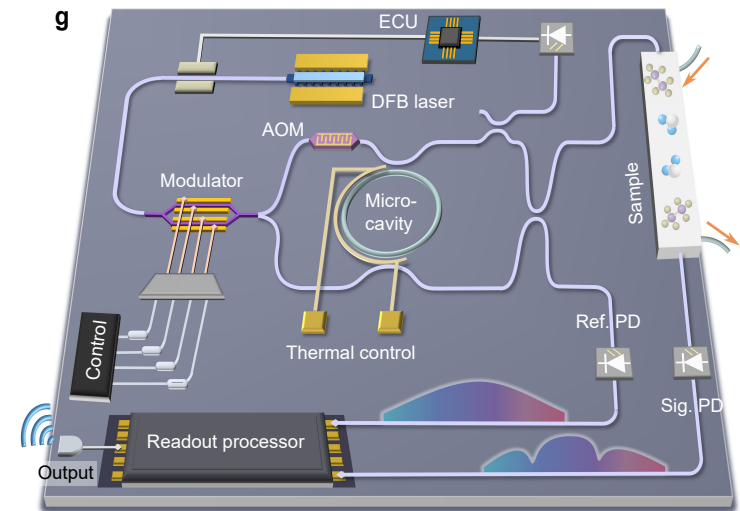 g
ECU
DFB laser
AOM
Modulator
Micro-
cavity
Sample
Thermal control
Control
Ref. PD
Sig. PD
Readout processor
Output